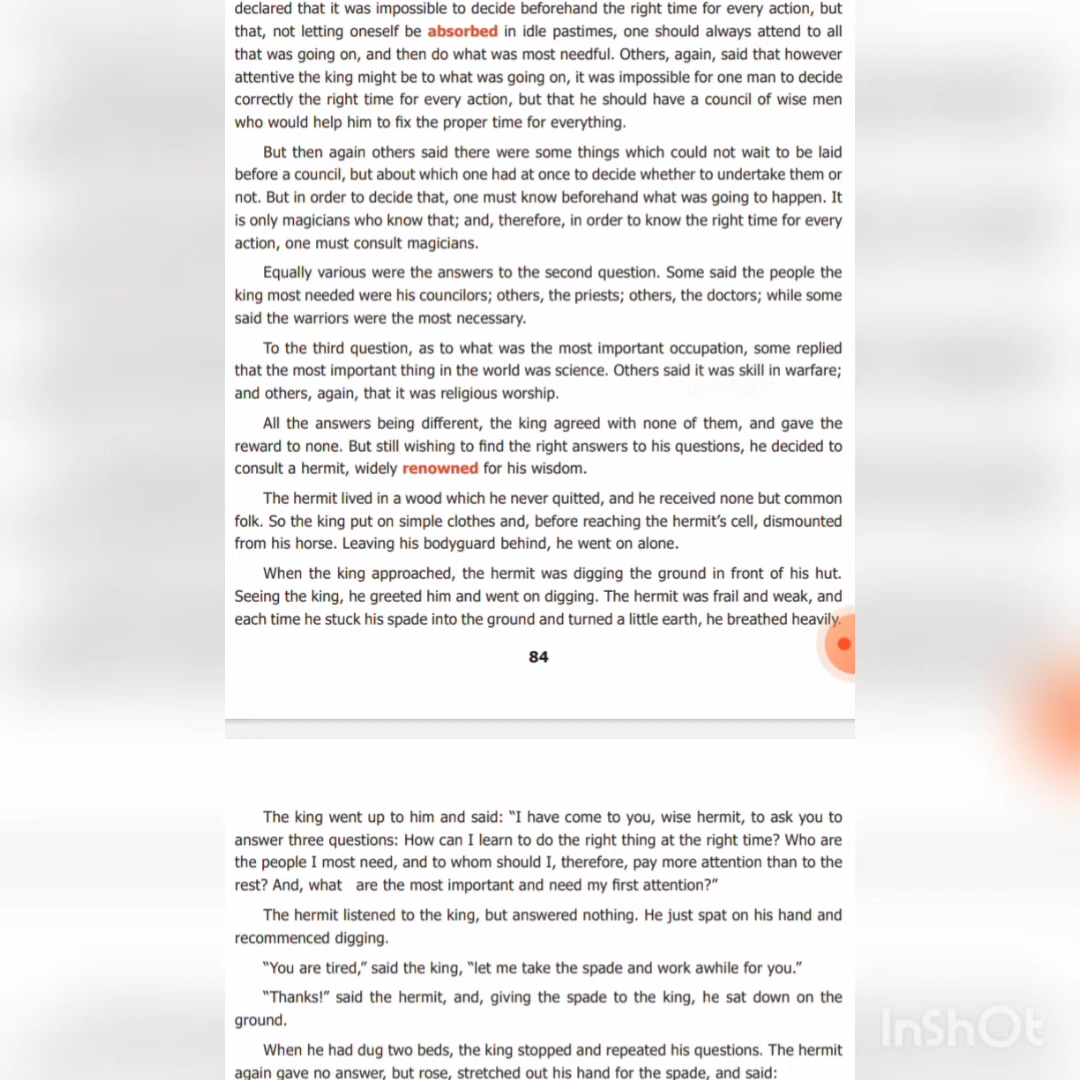 declared that it was impossible to decide beforehand the right time for every action, but
that, not letting oneself be absorbed in idle pastimes, one should always attend to all
that was going on, and then do what was most needful. Others, again, said that however
attentive the king might be to what was going on, it was impossible for one man to decide
correctly the right time for every action, but that he should have a council of wise men
who would help him to fix the proper time for everything.
But then again others said there were some things which could not wait to be laid
before a council, but about which one had at once to decide whether to undertake them or
not. But in order to decide that, one must know beforehand what was going to happen. It
is only magicians who know that; and, therefore, in order to know the right time for every
action, one must consult magicians.
Equally various were the answers to the second question. Some said the people the
king most needed were his councilors; others, the priests; others, the doctors; while some
said the warriors were the most necessary.
To the third question, as to what was the most important occupation, some replied
that the most important thing in the world was science. Others said it was skill in warfare;
and others, again, that it was religious worship.
All the answers being different, the king agreed with none of them, and gave the
reward to none. But still wishing to find the right answers to his questions, he decided to
consult a hermit, widely renowned for his wisdom.
The hermit lived in a wood which he never quitted, and he received none but common
folk. So the king put on simple clothes and, before reaching the hermit's cell, dismounted
from his horse. Leaving his bodyguard behind, he went on alone.
When the king approached, the hermit was digging the ground in front of his hut.
Seeing the king, he greeted him and went on digging. The hermit was frail and weak, and
each time he stuck his spade into the ground and turned a little earth, he breathed heavily.
84
The king went up to him and said: "I have come to you, wise hermit, to ask you to
answer three questions: How can I learn to do the right thing at the right time? Who are
the people I most need, and to whom should I, therefore, pay more attention than to the
rest? And, what are the most important and need my first attention?"
The hermit listened to the king, but answered nothing. He just spat on his hand and
recommenced digging.
"You are tired," said the king, "let me take the spade and work awhile for you."
"Thanks!" said the hermit, and, giving the spade to the king, he sat down on the
ground.
When he had dug two beds, the king stopped and repeated his questions. The hermit
again gave no answer, but rose, stretched out his hand for the spade, and said:
InShOt